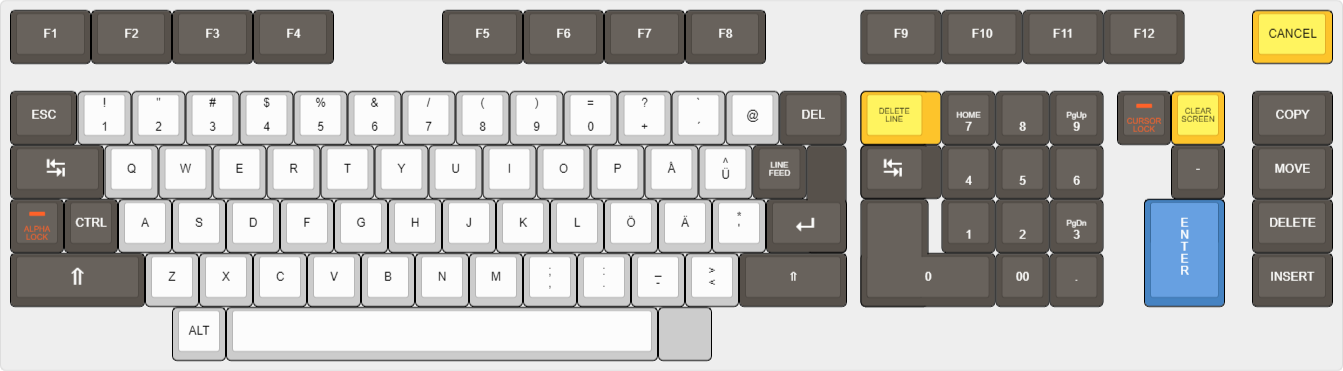 F1 F2 F3 F4 F5 F6 F7 F8 F9 F10 F11 F12 CANCEL
ESC ! 1 " 2 # 3 $ 4 % 5 & 6 / 7 ( 8 ) 9 = 0 ? + ` ´ @ DEL DELETE LINE HOME 7 8 PgUp 9 CURSOR LOCK CLEAR SCREEN COPY
↹ Q W E R T Y U I O P Å ^ Ü LINE FEED ↹ 4 5 6 - MOVE
ALPHA LOCK CTRL A S D F G H J K L Ö Ä * ' ↵ 1 2 PgDn 3 ENTER DELETE
⇑ Z X C V B N M ; , : . _ - > < ⇑ 0 00 . INSERT
ALT